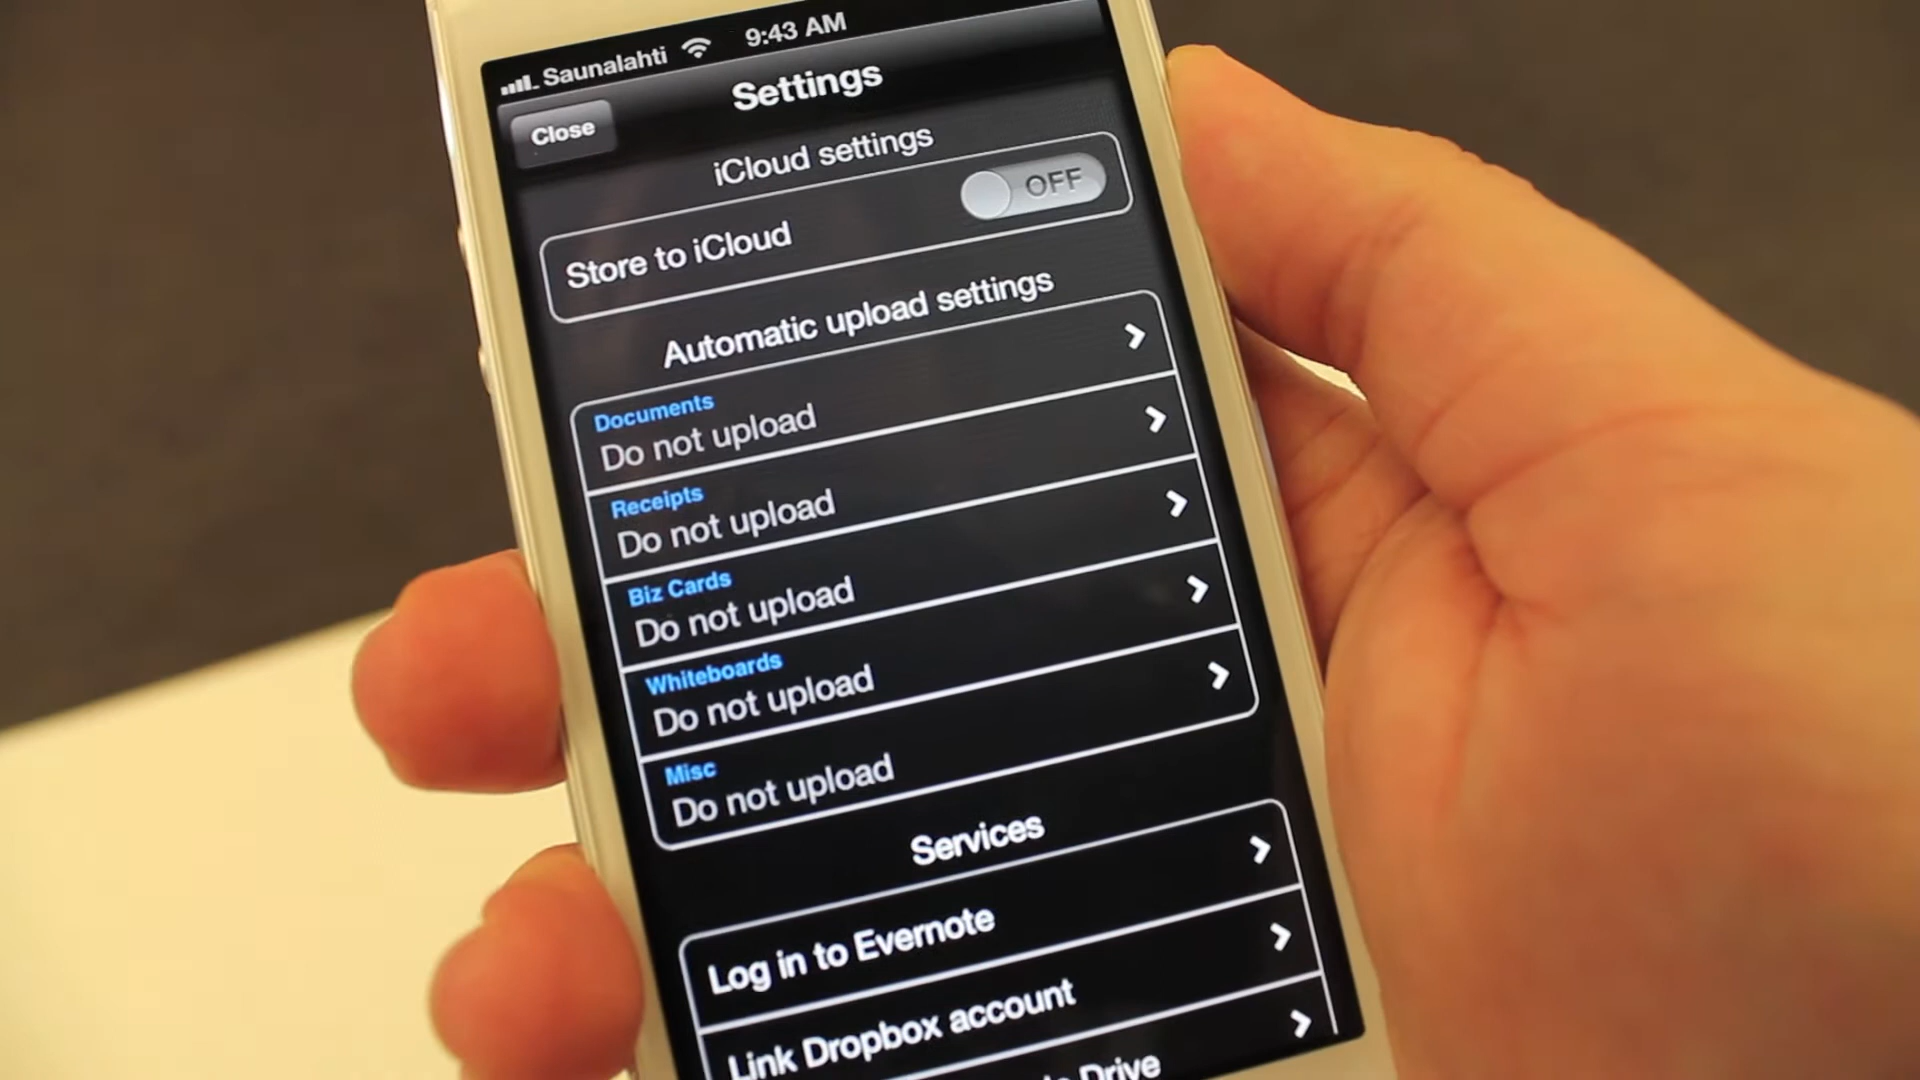 Saunalahti 9:43 AM
Close
Settings
iCloud settings
Store to iCloud
OFF
Automatic upload settings
Documents
Do not upload
Receipts
Do not upload
Biz Cards
Do not upload
Whiteboards
Do not upload
Misc
Do not upload
Services
Log in to Evernote
Link Dropbox account
Drive